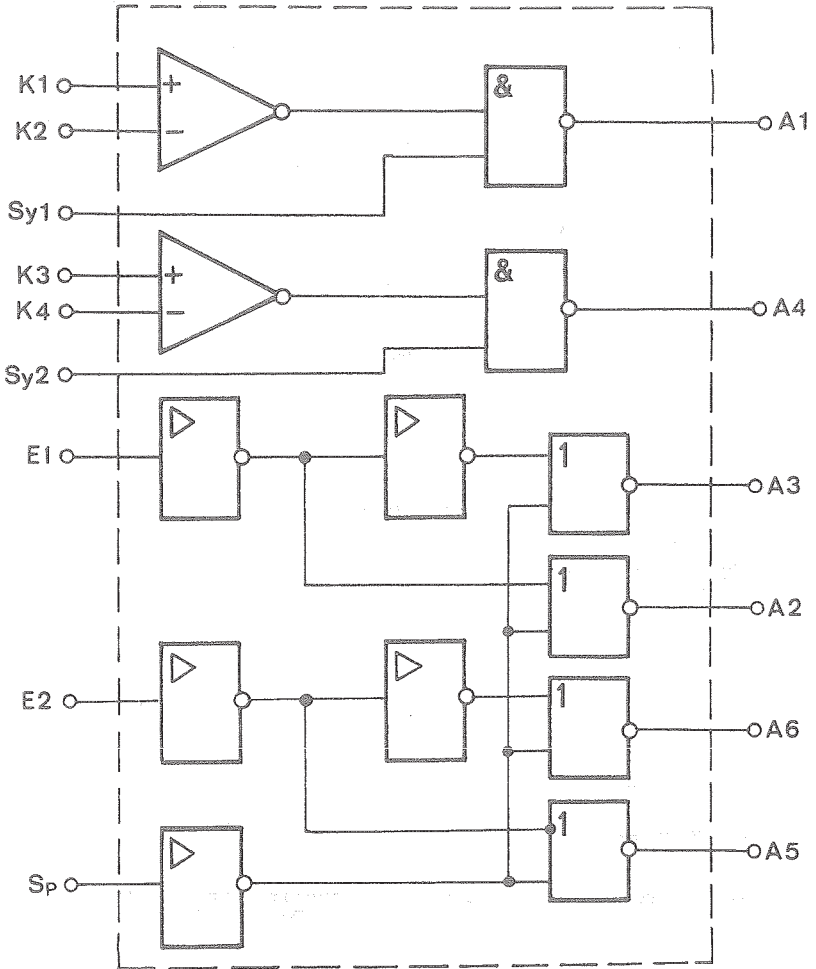 K1
+
&
K2
−
A1
Sy1
K3
+
&
K4
−
A4
Sy2
E1
1
A3
1
A2
E2
1
A6
1
A5
SP